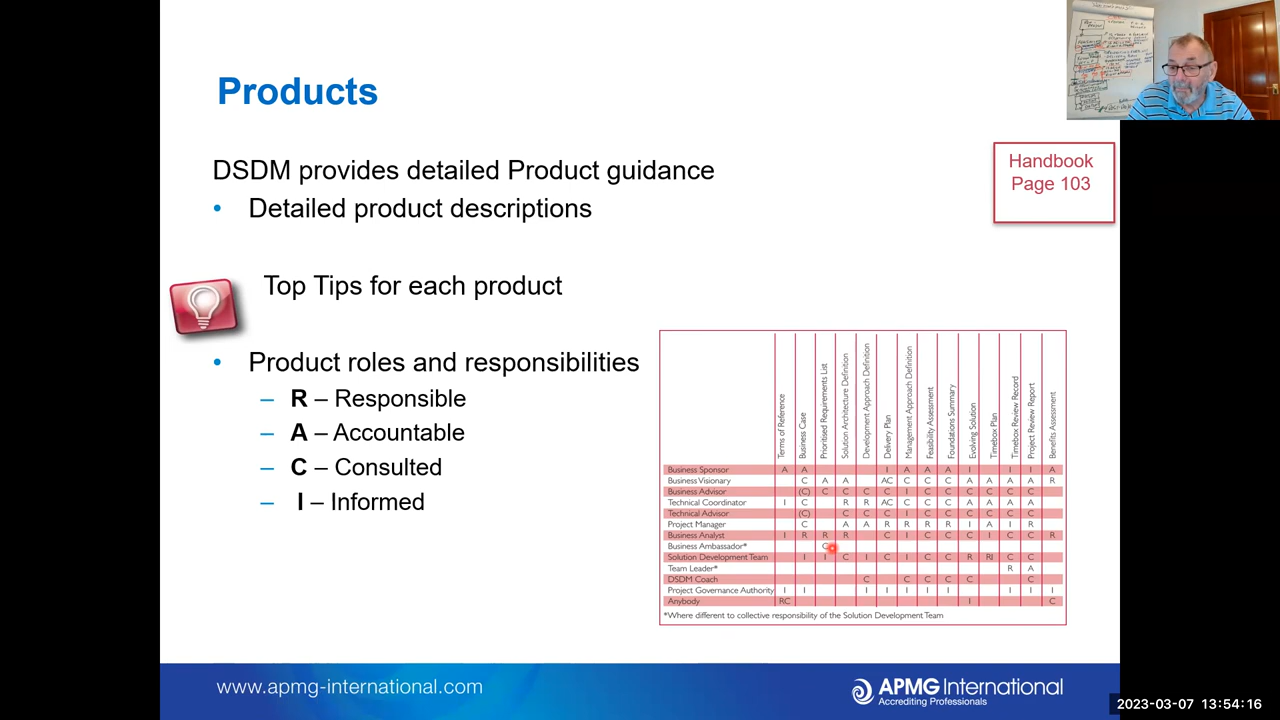 Products
Handbook
Page 103
DSDM provides detailed Product guidance
• Detailed product descriptions
Top Tips for each product
• Product roles and responsibilities
– R – Responsible
– A – Accountable
– C – Consulted
– I – Informed
Terms of Reference
Business Case
Prioritised Requirements List
Solution Architecture Definition
Development Approach Definition
Delivery Plan
Management Approach Definition
Feasibility Assessment
Foundations Summary
Evolving Solution
Timebox Plan
Timebox Review Record
Project Review Report
Benefits Assessment
Business Sponsor A A I A A A I I I A
Business Visionary C A A AC C C C A A A A R
Business Advisor (C) C C C C I C C C C C C
Technical Coordinator I C R R AC C C C A A A A
Technical Advisor (C) C C C I C C C C C C
Project Manager C A A R R R R I A I R
Business Analyst I R R R C I C C C I C C R
Business Ambassador* C
Solution Development Team I I C I C I C C R RI C C
Team Leader* R A
DSDM Coach C C C C C C
Project Governance Authority I I I I I I I I I I
Anybody RC I C
*Where different to collective responsibility of the Solution Development Team
www.apmg-international.com
APMG International
Accrediting Professionals
2023-03-07 13:54:16